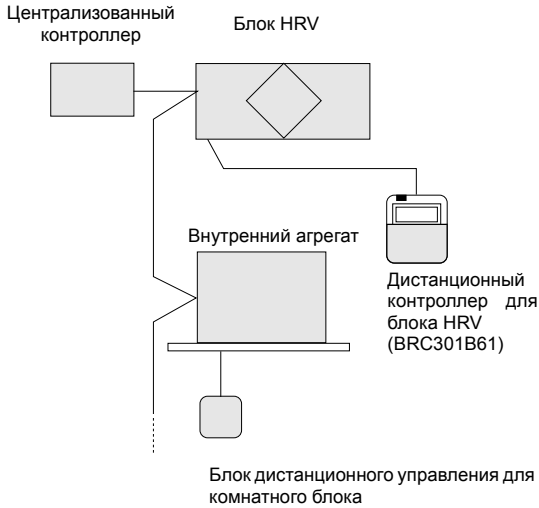 Централизованный
контроллер
Блок HRV
Внутренний агрегат
Дистанционный
контроллер для
блока HRV
(BRC301B61)
Блок дистанционного управления для
комнатного блока